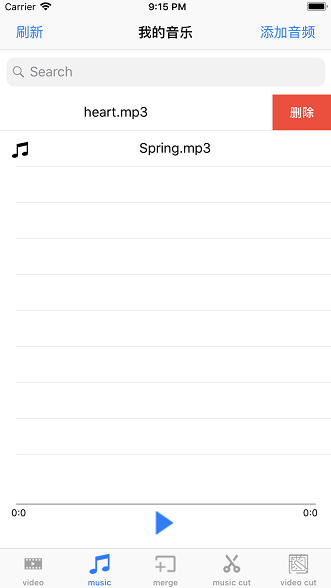 Carrier 9:15 PM
刷新 我的音乐 添加音频
Search
heart.mp3 删除
Spring.mp3
0:0 0:0
video music merge music cut video cut